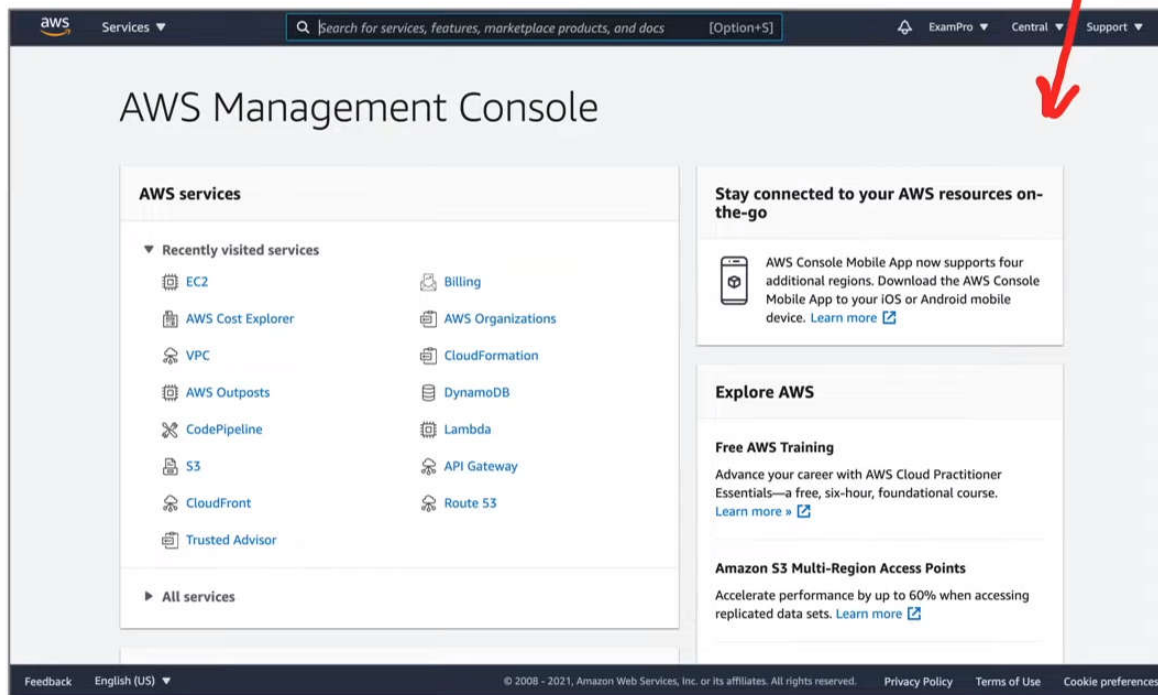 aws Services Search for services, features, marketplace products, and docs [Option+S] ExamPro Central Support
AWS Management Console
AWS services
Recently visited services
EC2
Billing
AWS Cost Explorer
AWS Organizations
VPC
CloudFormation
AWS Outposts
DynamoDB
CodePipeline
Lambda
S3
API Gateway
CloudFront
Route 53
Trusted Advisor
All services
Stay connected to your AWS resources on-
the-go
AWS Console Mobile App now supports four
additional regions. Download the AWS Console
Mobile App to your iOS or Android mobile
device. Learn more
Explore AWS
Free AWS Training
Advance your career with AWS Cloud Practitioner
Essentials—a free, six-hour, foundational course.
Learn more »
Amazon S3 Multi-Region Access Points
Accelerate performance by up to 60% when accessing
replicated data sets. Learn more
Feedback English (US) © 2008 - 2021, Amazon Web Services, Inc. or its affiliates. All rights reserved. Privacy Policy Terms of Use Cookie preferences